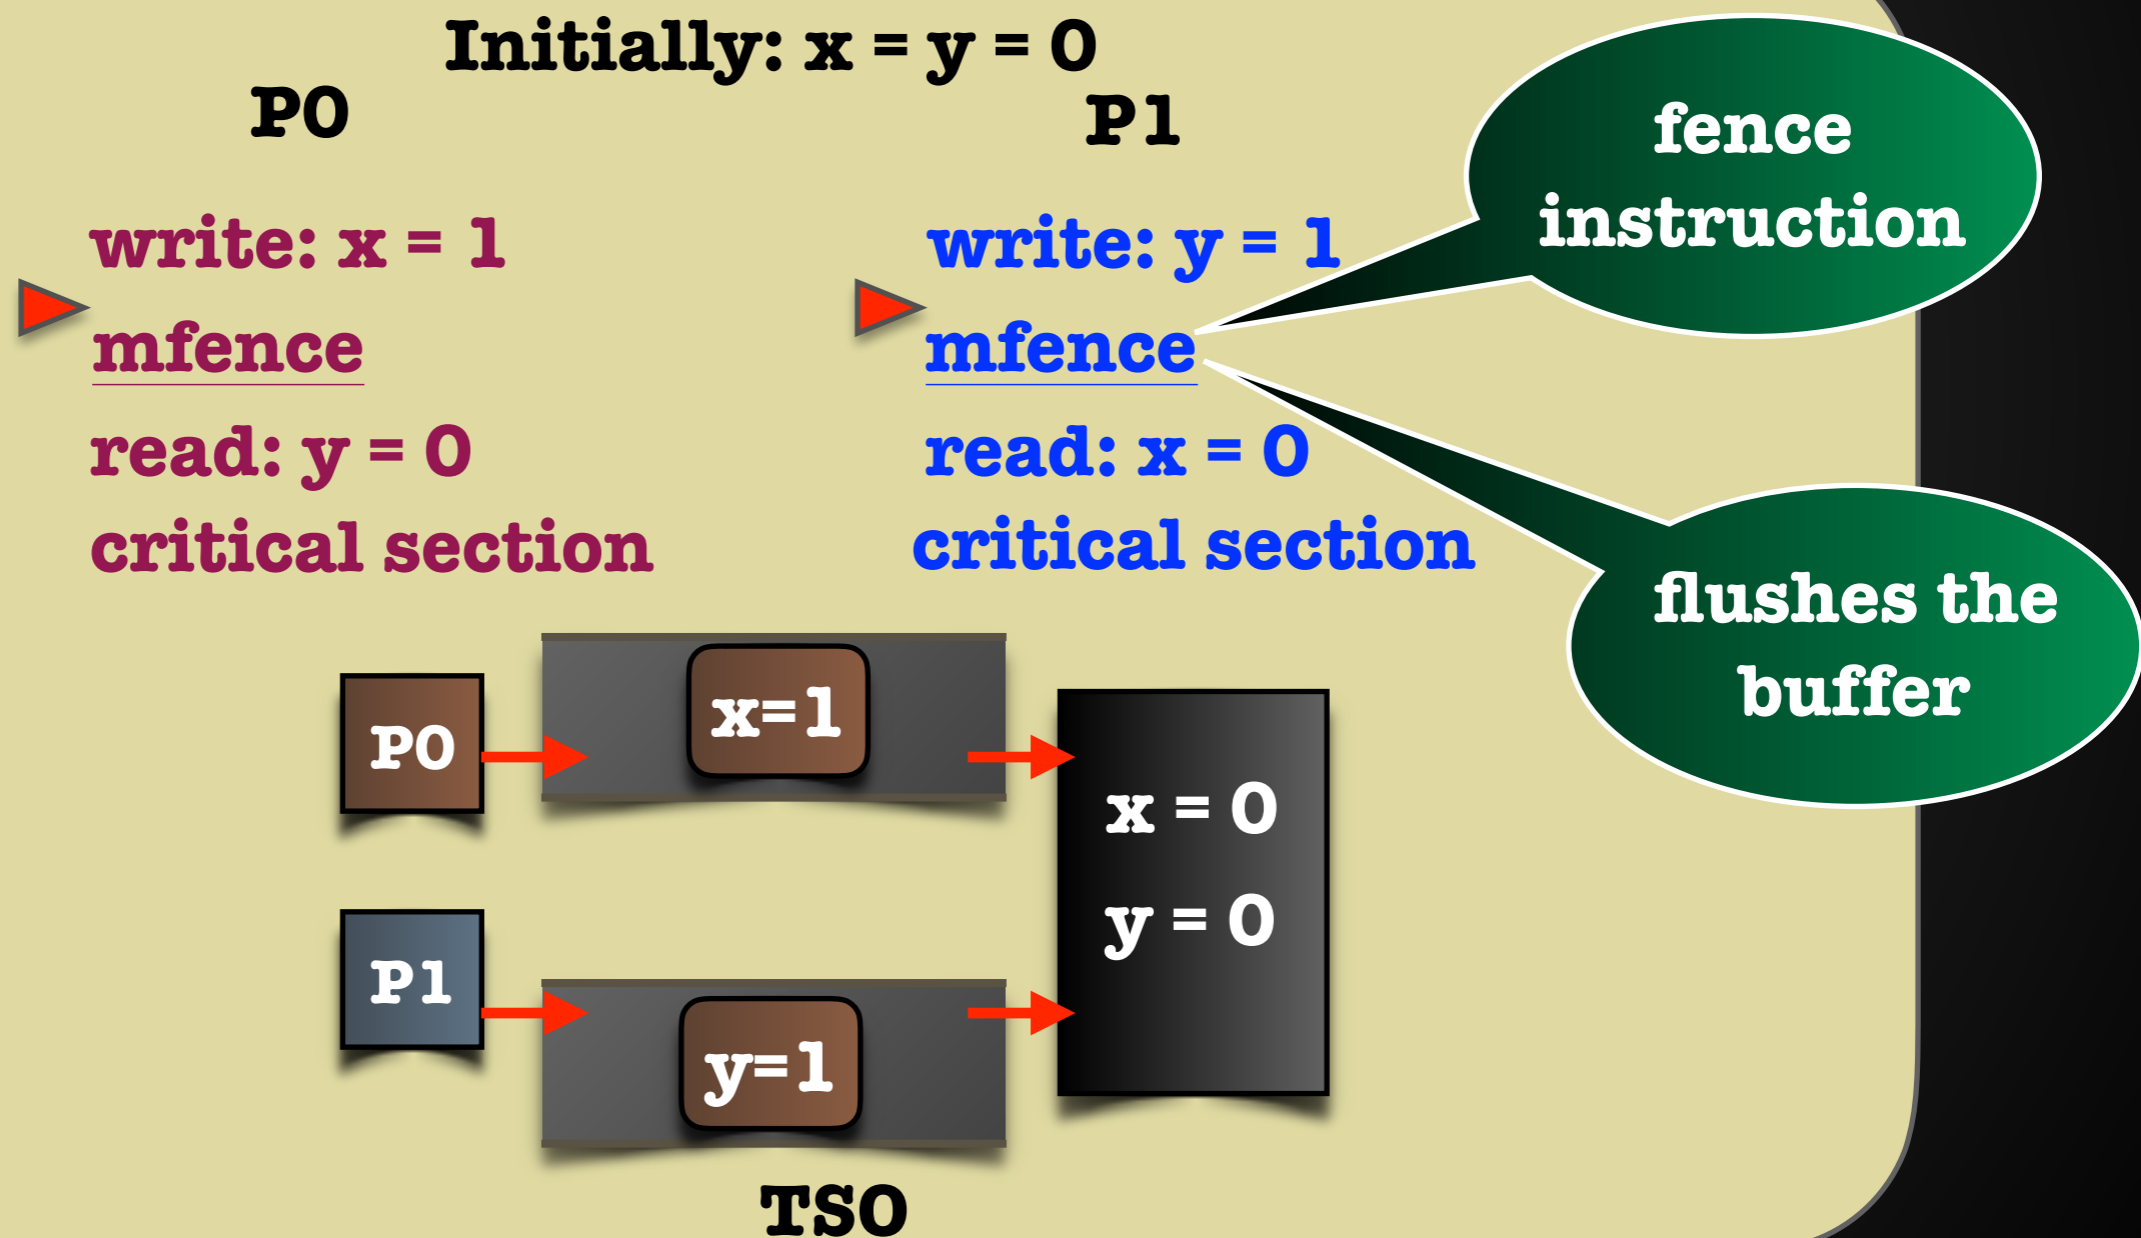 Initially: x = y = 0
P0
P1
write: x = 1
mfence
read: y = 0
critical section
write: y = 1
mfence
read: x = 0
critical section
fence
instruction
flushes the
buffer
P0
x=1
x = 0
y = 0
P1
y=1
TSO